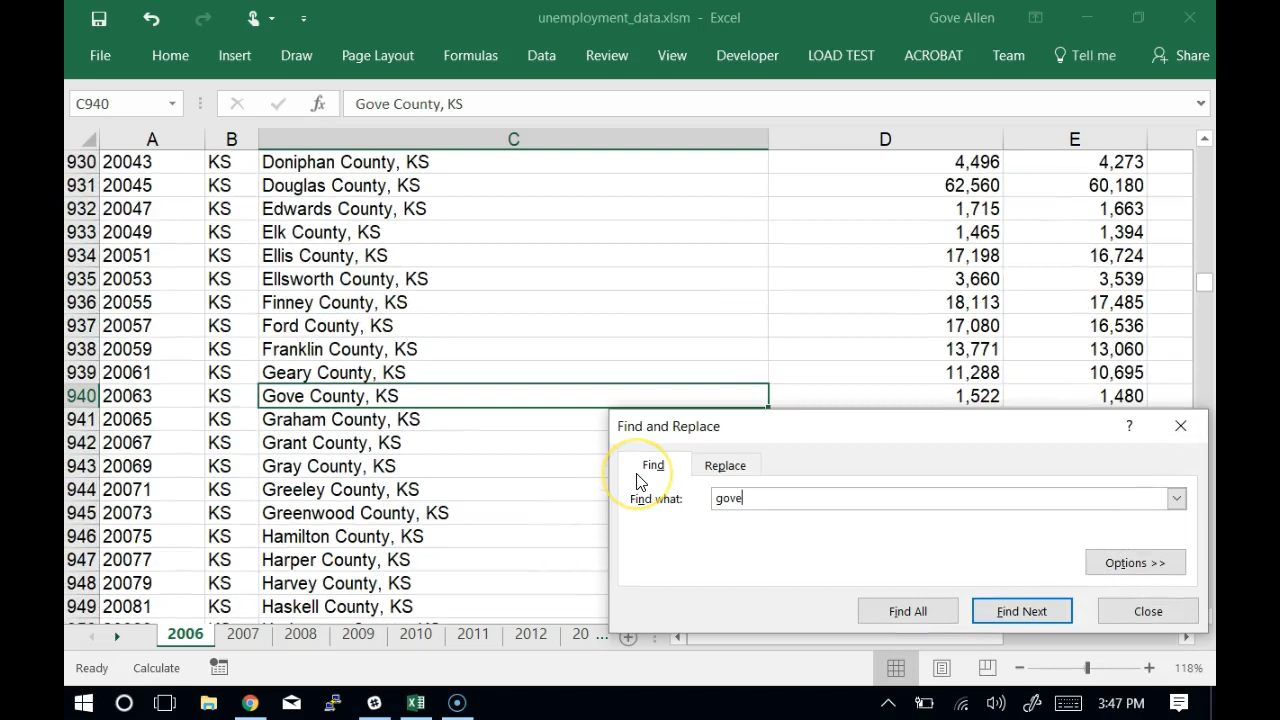 unemployment_data.xlsm - Excel
Gove Allen
File Home Insert Draw Page Layout Formulas Data Review View Developer LOAD TEST ACROBAT Team Tell me Share
C940 fx Gove County, KS
A B C D E
930 20043 KS Doniphan County, KS 4,496 4,273
931 20045 KS Douglas County, KS 62,560 60,180
932 20047 KS Edwards County, KS 1,715 1,663
933 20049 KS Elk County, KS 1,465 1,394
934 20051 KS Ellis County, KS 17,198 16,724
935 20053 KS Ellsworth County, KS 3,660 3,539
936 20055 KS Finney County, KS 18,113 17,485
937 20057 KS Ford County, KS 17,080 16,536
938 20059 KS Franklin County, KS 13,771 13,060
939 20061 KS Geary County, KS 11,288 10,695
940 20063 KS Gove County, KS 1,522 1,480
941 20065 KS Graham County, KS
942 20067 KS Grant County, KS
943 20069 KS Gray County, KS
944 20071 KS Greeley County, KS
945 20073 KS Greenwood County, KS
946 20075 KS Hamilton County, KS
947 20077 KS Harper County, KS
948 20079 KS Harvey County, KS
949 20081 KS Haskell County, KS
Find and Replace ?
Find Replace
Find what: gove
Options >>
Find All Find Next Close
2006 2007 2008 2009 2010 2011 2012 20 ...
Ready Calculate 118%
3:47 PM